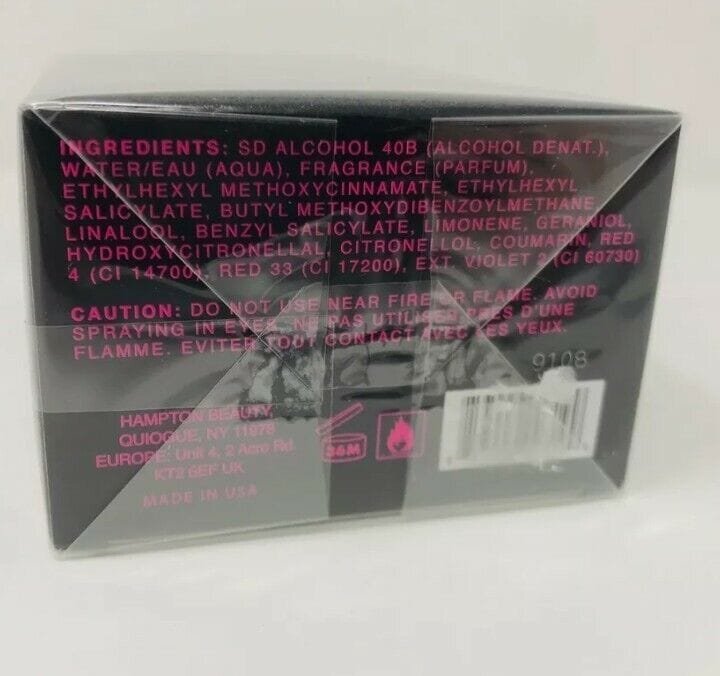 INGREDIENTS: SD ALCOHOL 40B (ALCOHOL DENAT.),
WATER/EAU (AQUA), FRAGRANCE (PARFUM),
ETHYLHEXYL METHOXYCINNAMATE, ETHYLHEXYL
SALICYLATE, BUTYL METHOXYDIBENZOYLMETHANE,
LINALOOL, BENZYL SALICYLATE, LIMONENE, GERANIOL,
HYDROXYCITRONELLAL, CITRONELLOL, COUMARIN, RED
4 (CI 14700), RED 33 (CI 17200), EXT. VIOLET 2 (CI 60730)
CAUTION: DO NOT USE NEAR FIRE OR FLAME. AVOID
SPRAYING IN EYES. NE PAS UTILISER PRES D'UNE
FLAMME. EVITER TOUT CONTACT AVEC LES YEUX.
9108
HAMPTON BEAUTY,
QUIOGUE, NY 11978
EUROPE: Unit 4, 2 Acre Rd.
KT2 6EF UK
MADE IN USA
36M